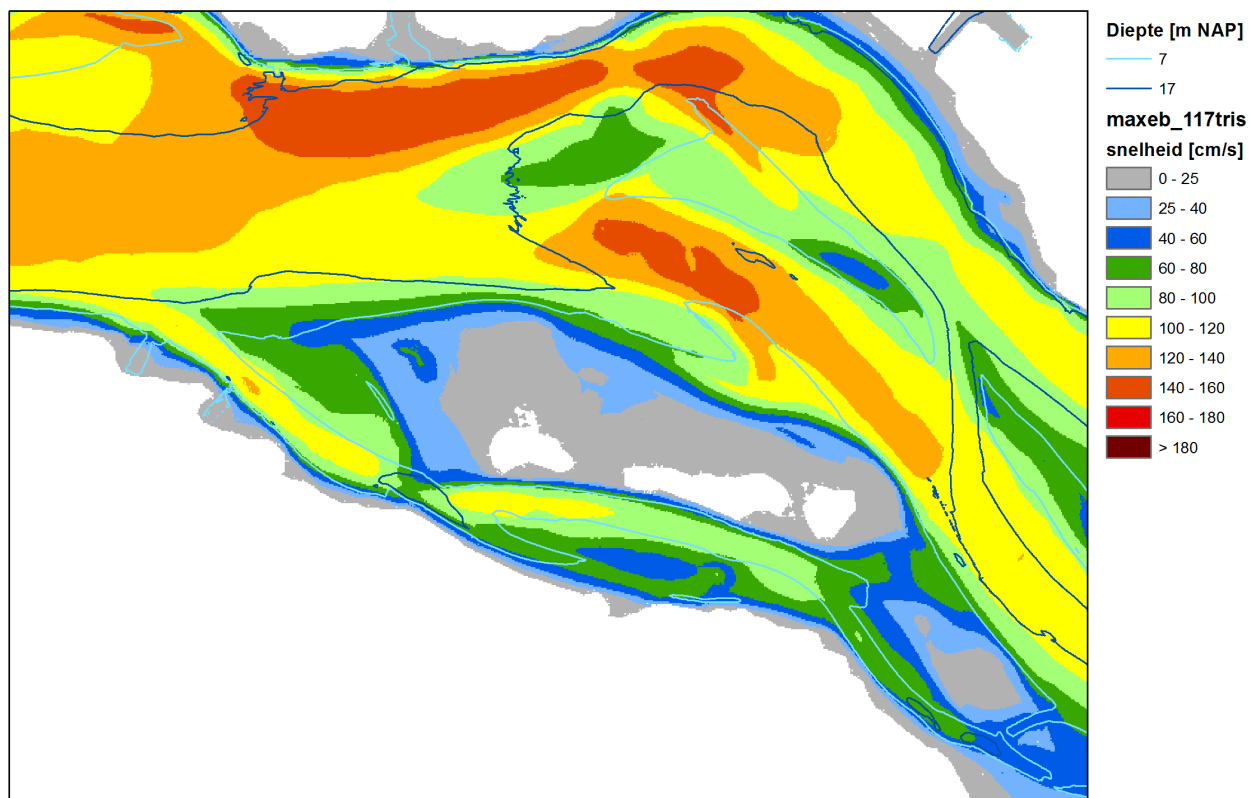 Diepte [m NAP]
7
17
maxeb_117tris
snelheid [cm/s]
0 - 25
25 - 40
40 - 60
60 - 80
80 - 100
100 - 120
120 - 140
140 - 160
160 - 180
> 180